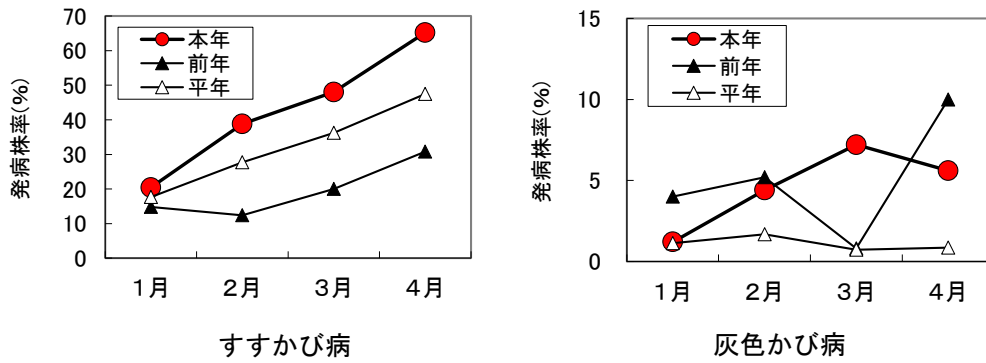 70
60
50
40
30
20
10
0
発病株率(%)
本年
前年
平年
1月 2月 3月 4月
すすかび病
15
10
5
0
発病株率(%)
本年
前年
平年
1月 2月 3月 4月
灰色かび病